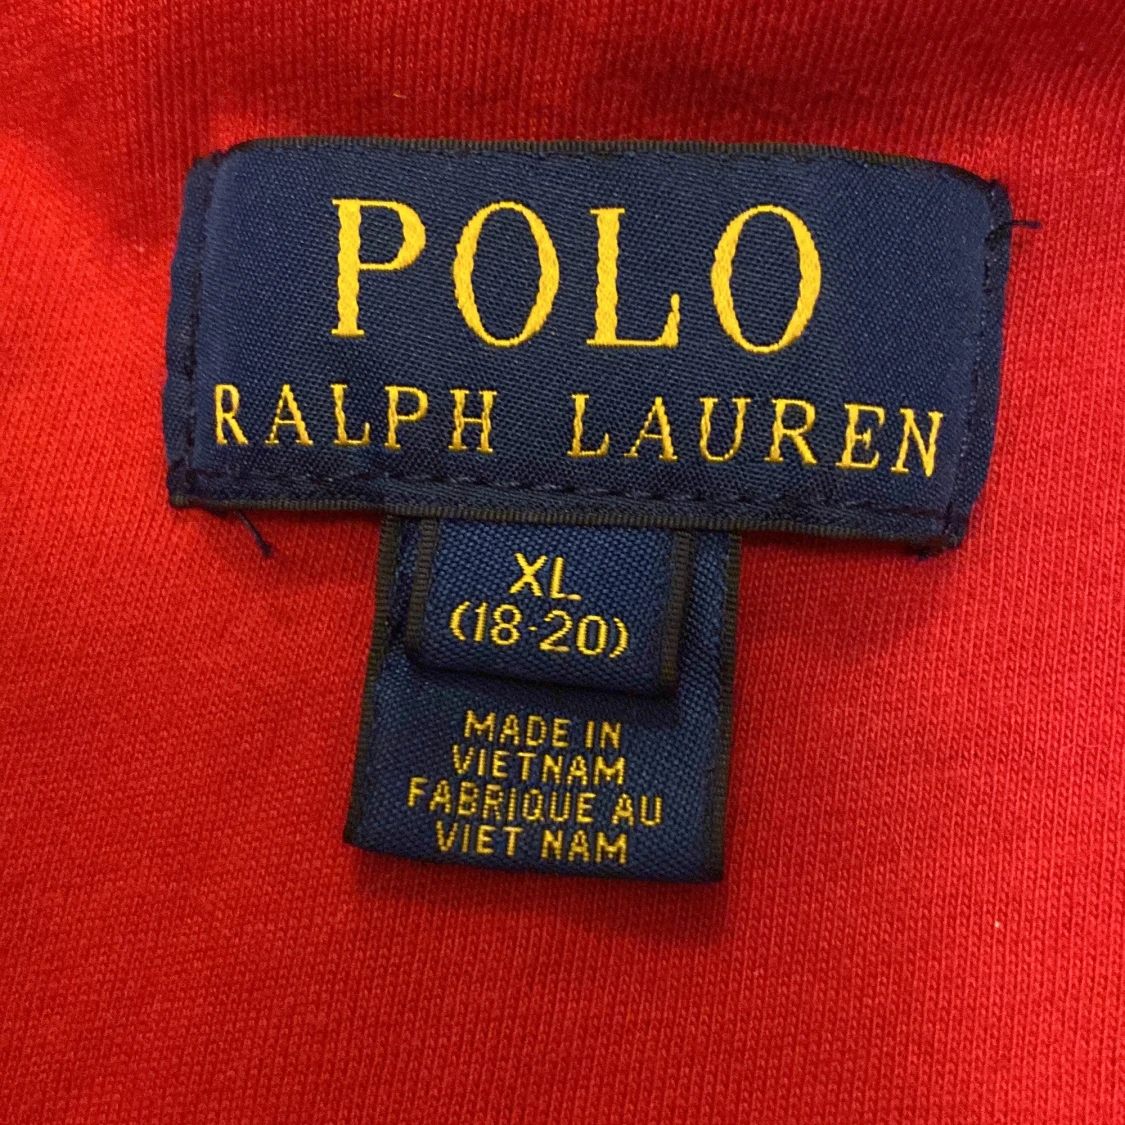 POLO
RALPH LAUREN
XL
(18-20)
MADE IN
VIETNAM
FABRIQUE AU
VIET NAM